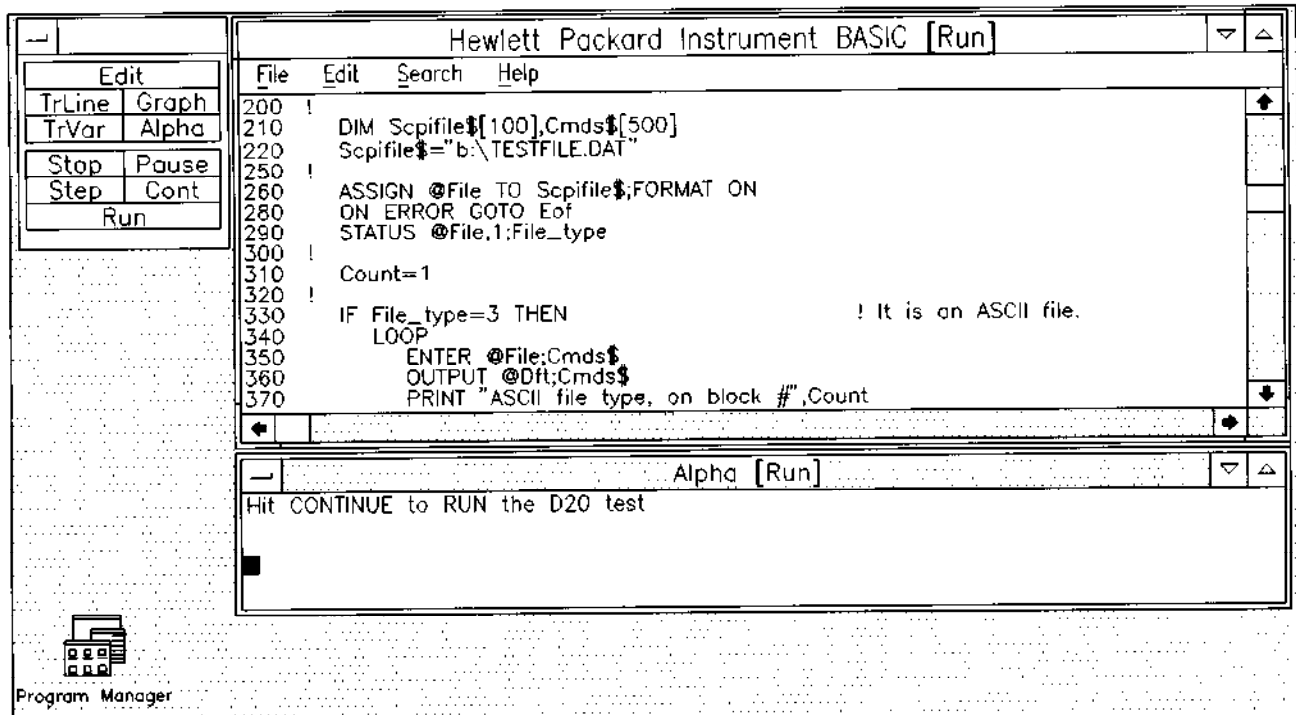 Edit
TrLine Graph
TrVar Alpha
Stop Pause
Step Cont
Run
Hewlett Packard Instrument BASIC [Run]
File Edit Search Help
200 !
210 DIM Scpifile$[100],Cmds$[500]
220 Scpifile$="b:\TESTFILE.DAT"
250 !
260 ASSIGN @File TO Scpifile$;FORMAT ON
280 ON ERROR GOTO Eof
290 STATUS @File,1;File_type
300 !
310 Count=1
320 !
330 IF File_type=3 THEN ! It is an ASCII file.
340 LOOP
350 ENTER @File;Cmds$
360 OUTPUT @Dft;Cmds$
370 PRINT "ASCII file type, on block #",Count
Alpha [Run]
Hit CONTINUE to RUN the D20 test
Program Manager